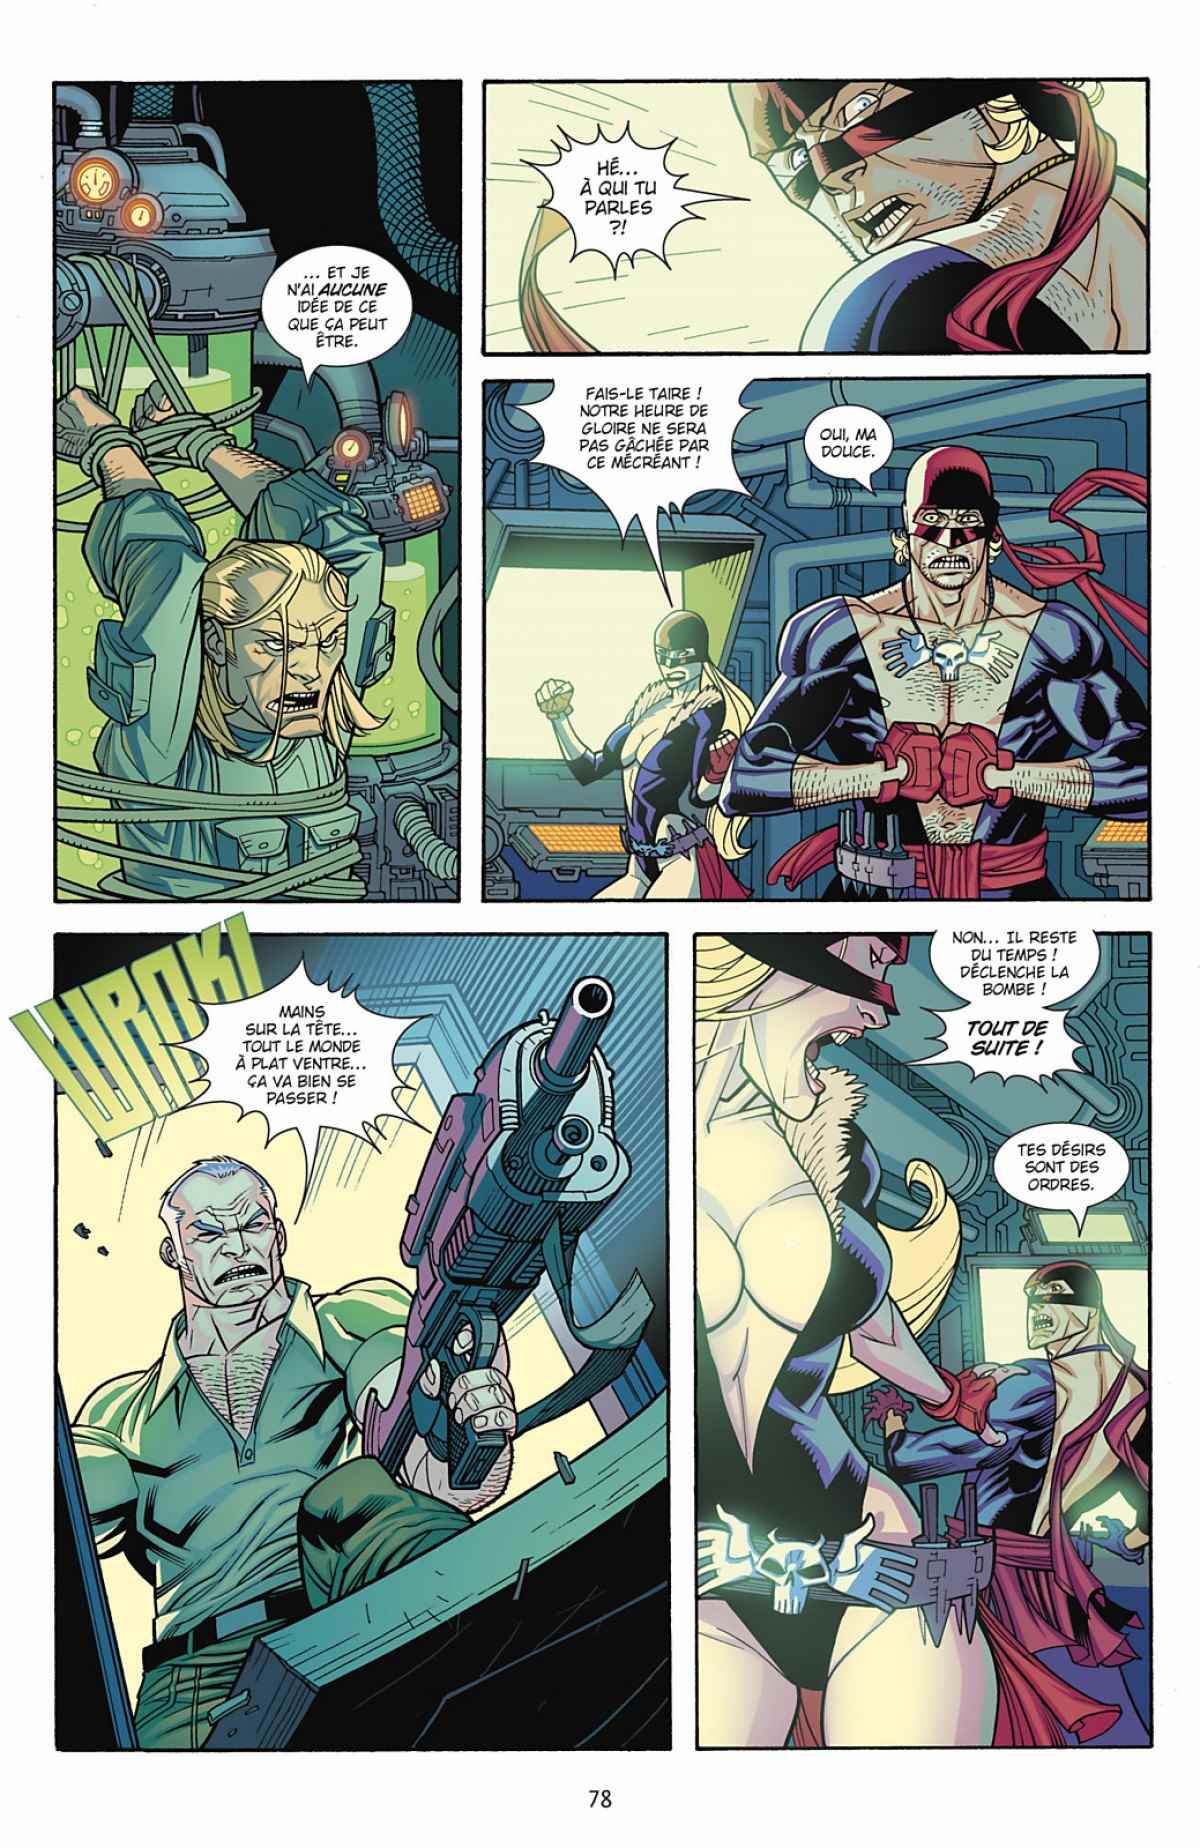 ... ET JE
N'AI AUCUNE
IDÉE DE CE
QUE ÇA PEUT
ÊTRE.
HÉ...
À QUI TU
PARLES
?!
FAIS-LE TAIRE !
NOTRE HEURE DE
GLOIRE NE SERA
PAS GÂCHÉE PAR
CE MÉCRÉANT !
OUI, MA
DOUCE.
WRAK!
MAINS
SUR LA TÊTE...
TOUT LE MONDE
À PLAT VENTRE...
ÇA VA BIEN SE
PASSER !
NON... IL RESTE
DU TEMPS !
DÉCLENCHE LA
BOMBE !
TOUT DE
SUITE !
TES DÉSIRS
SONT DES
ORDRES.
78